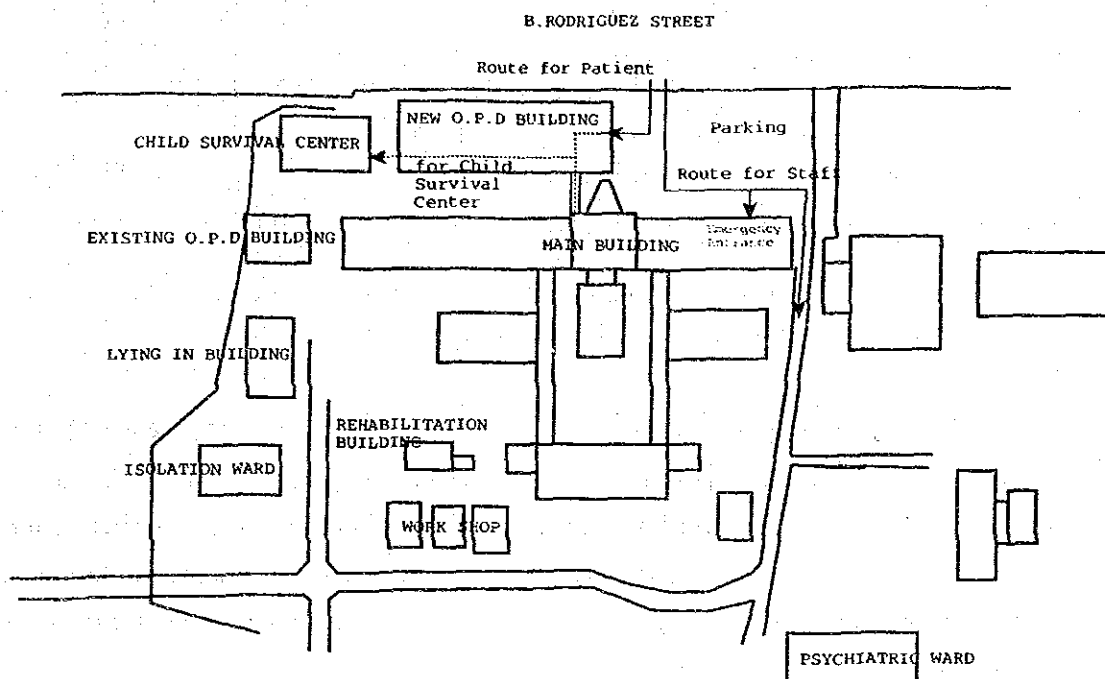 B.RODRIGUEZ STREET
Route for Patient
NEW O.P.D BUILDING
Parking
CHILD SURVIVAL CENTER
for Child
Survival
Center
Route for Staff
EXISTING O.P.D BUILDING
MAIN BUILDING
Emergency
Entrance
LYING IN BUILDING
REHABILITATION
BUILDING
ISOLATION WARD
WORK SHOP
PSYCHIATRIC WARD